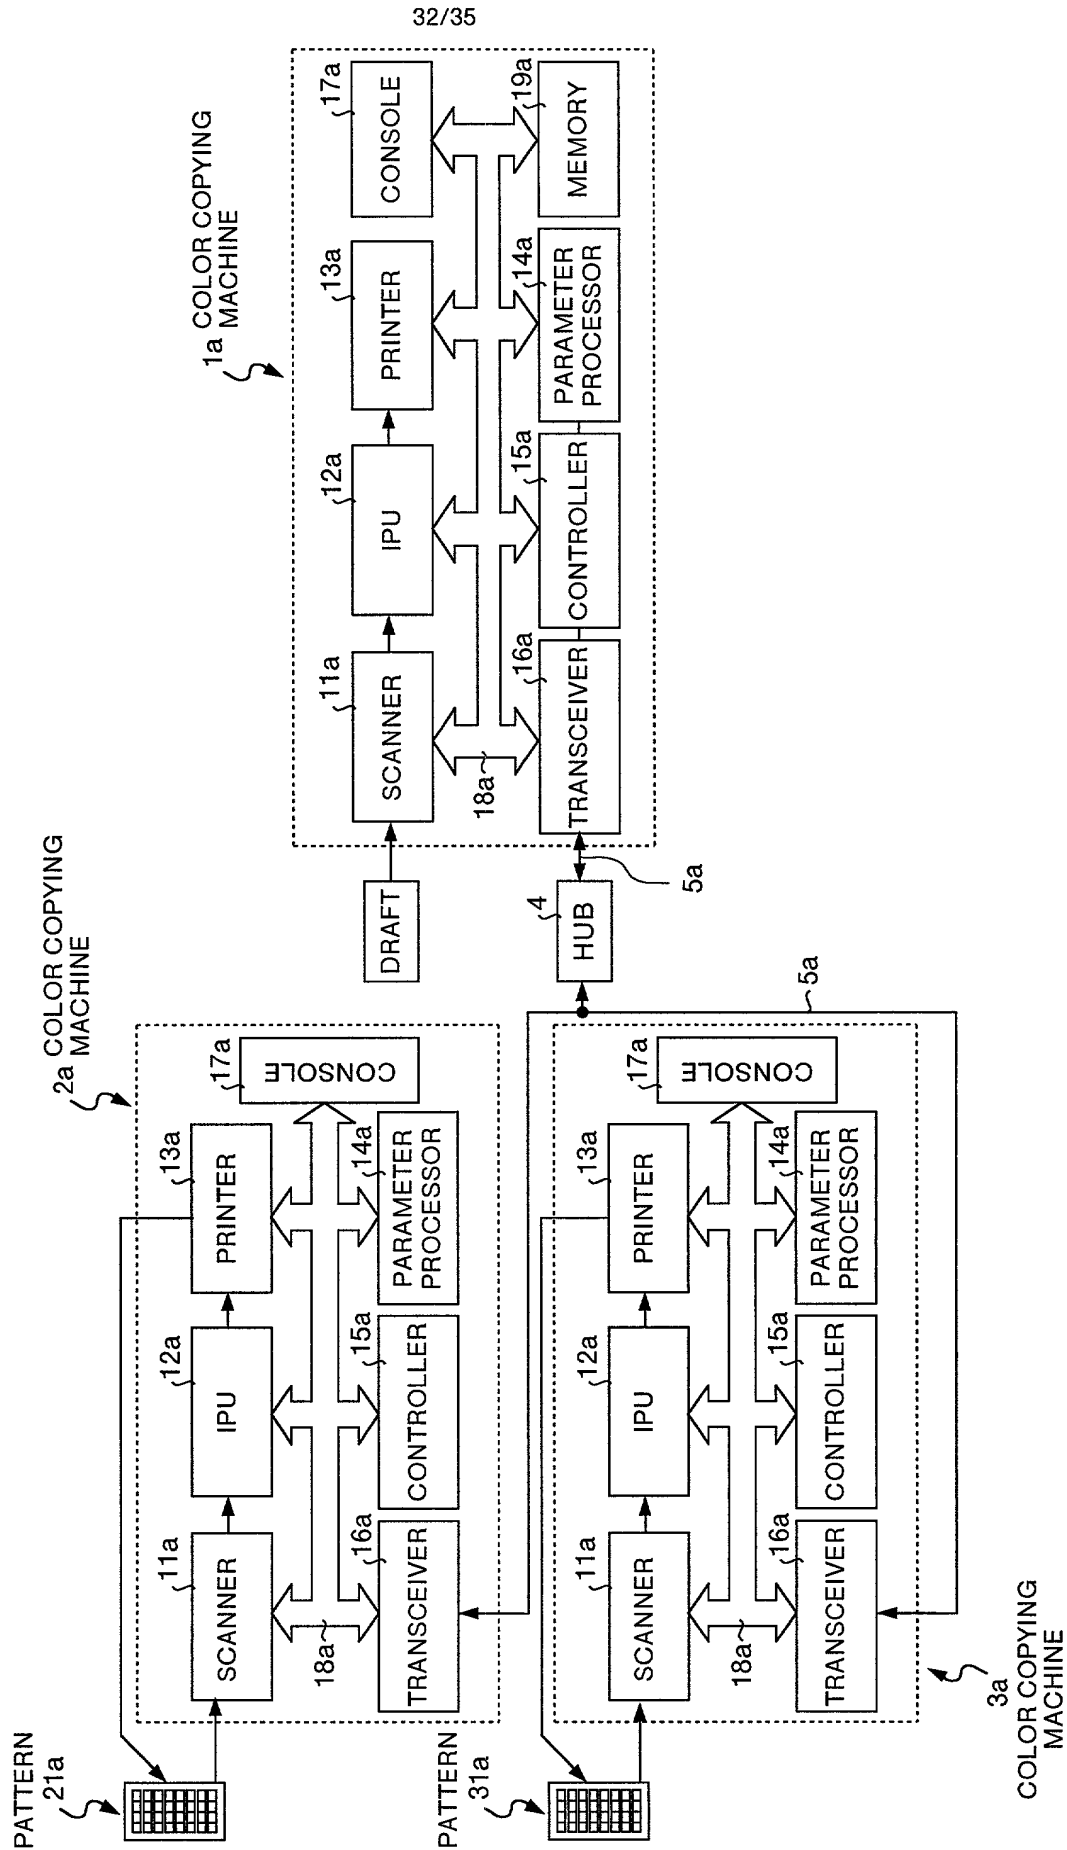 32/35
1a COLOR COPYING
MACHINE
11a
SCANNER
12a
IPU
13a
PRINTER
17a
CONSOLE
18a
16a
TRANSCEIVER
15a
CONTROLLER
14a
PARAMETER
PROCESSOR
19a
MEMORY
DRAFT
4
HUB
5a
5a
2a COLOR COPYING
MACHINE
PATTERN
21a
11a
SCANNER
12a
IPU
13a
PRINTER
17a
CONSOLE
18a
16a
TRANSCEIVER
15a
CONTROLLER
14a
PARAMETER
PROCESSOR
PATTERN
31a
11a
SCANNER
12a
IPU
13a
PRINTER
17a
CONSOLE
18a
16a
TRANSCEIVER
15a
CONTROLLER
14a
PARAMETER
PROCESSOR
3a
COLOR COPYING
MACHINE